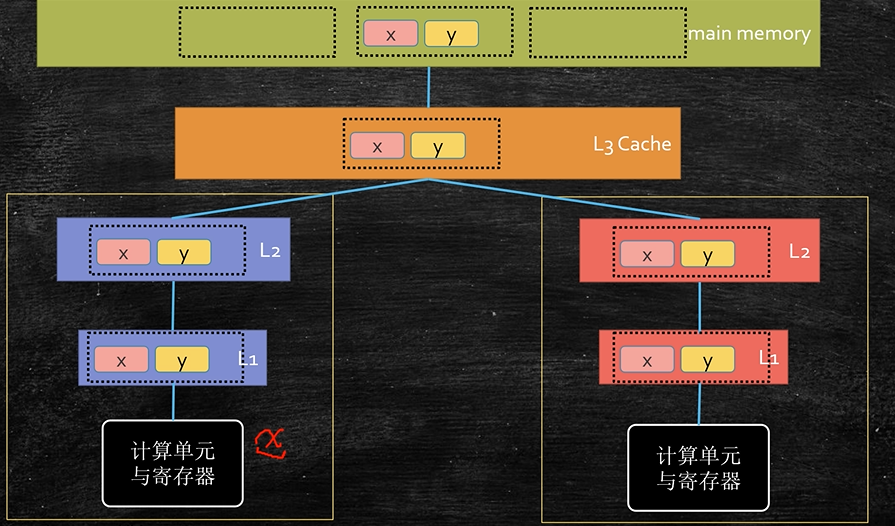 x y main memory
x y L3 Cache
x y L2
x y L2
x y L1
x y L1
计算单元
与寄存器
x
计算单元
与寄存器